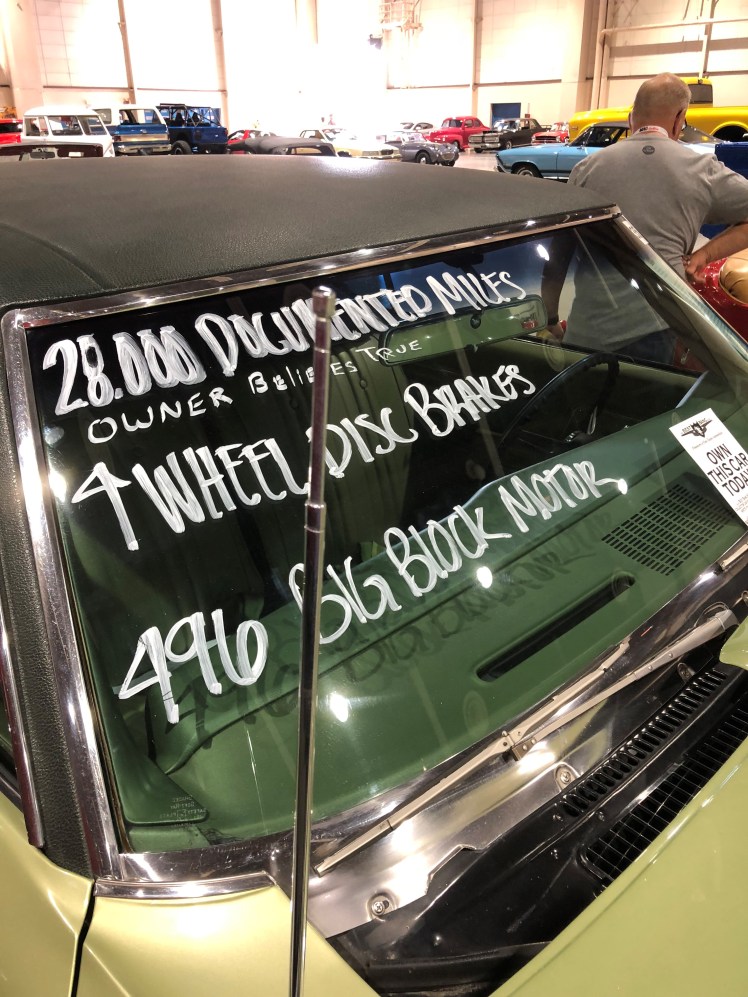 28.000 DOCUMENTED MILES
OWNER BELiEVES TRUE
4 WHEEL DISC BRAKES
496 BIG BLOCK MOTOR
OWN
THIS CAR
TODAY